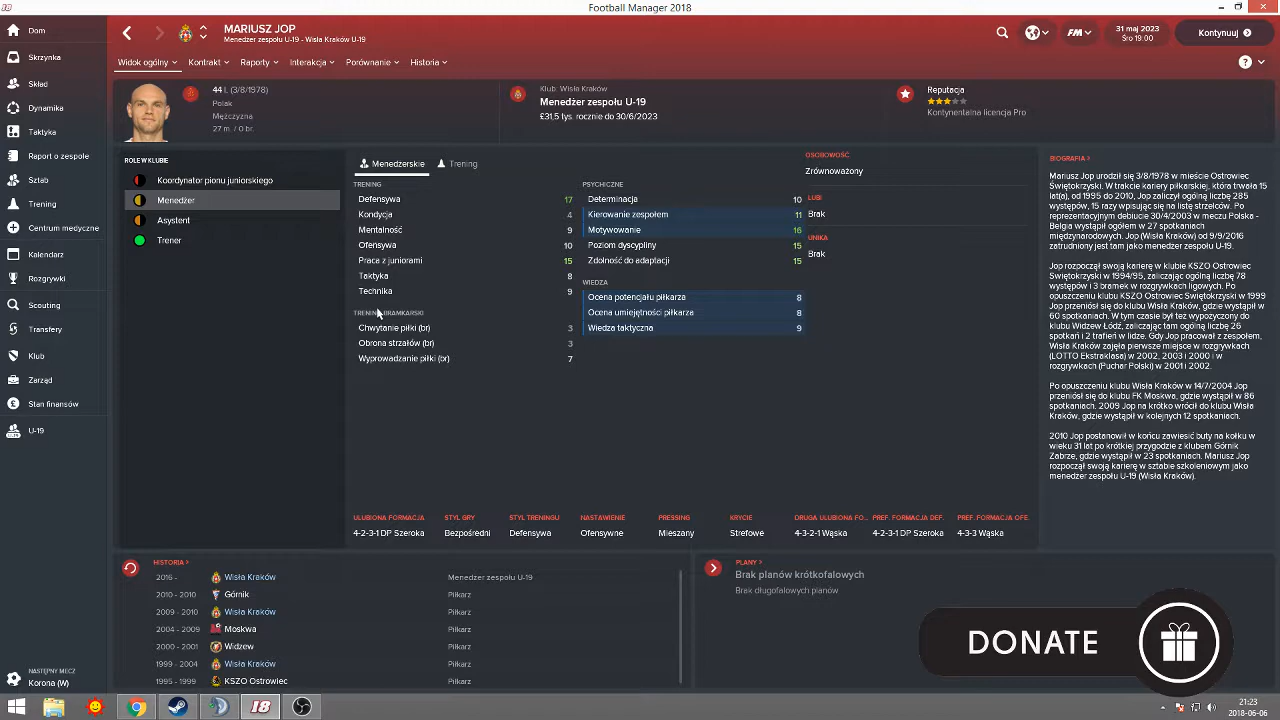 Football Manager 2018
Dom
Skrzynka
Skład
Dynamika
Taktyka
Raport o zespole
Sztab
Trening
Centrum medyczne
Kalendarz
Rozgrywki
Scouting
Transfery
Klub
Zarząd
Stan finansów
U-19
NASTĘPNY MECZ
Korona (W)
MARIUSZ JOP
Menedżer zespołu U-19 - Wisła Kraków U-19
FM
31 maj 2023
Śro 19:00
Kontynuuj
Widok ogólny
Kontrakt
Raporty
Interakcja
Porównanie
Historia
?
44 l. (3/8/1978)
Polak
Mężczyzna
27 m. / 0 br.
Klub: Wisła Kraków
Menedżer zespołu U-19
£31,5 tys. rocznie do 30/6/2023
Reputacja
Kontynentalna licencja Pro
ROLE W KLUBIE
Koordynator pionu juniorskiego
Menedżer
Asystent
Trener
Menedżerskie
Trening
TRENING
Defensywa 17
Kondycja 4
Mentalność 9
Ofensywa 10
Praca z juniorami 15
Taktyka 8
Technika 9
TRENING BRAMKARSKI
Chwytanie piłki (br) 3
Obrona strzałów (br) 3
Wyprowadzanie piłki (br) 7
PSYCHICZNE
Determinacja 10
Kierowanie zespołem 11
Motywowanie 16
Poziom dyscypliny 15
Zdolność do adaptacji 15
WIEDZA
Ocena potencjału piłkarza 8
Ocena umiejętności piłkarza 8
Wiedza taktyczna 9
OSOBOWOŚĆ
Zrównoważony
LUBI
Brak
UNIKA
Brak
ULUBIONA FORMACJA
4-2-3-1 DP Szeroka
STYL GRY
Bezpośredni
STYL TRENINGU
Defensywa
NASTAWIENIE
Ofensywne
PRESSING
Mieszany
KRYCIE
Strefowe
DRUGA ULUBIONA FO...
4-3-2-1 Wąska
PREF. FORMACJA DEF.
4-2-3-1 DP Szeroka
PREF. FORMACJA OFE.
4-3-3 Wąska
BIOGRAFIA >
Mariusz Jop urodził się 3/8/1978 w mieście Ostrowiec
Świętokrzyski. W trakcie kariery piłkarskiej, która trwała 15
lat(a), od 1995 do 2010, Jop zaliczył ogólną liczbę 285
występów, 15 razy wpisując się na listę strzelców. Po
reprezentacyjnym debiucie 30/4/2003 w meczu Polska -
Belgia wystąpił ogółem w 27 spotkaniach
międzynarodowych. Jop (Wisła Kraków) od 9/9/2016
zatrudniony jest tam jako menedżer zespołu U-19.
Jop rozpoczął swoją karierę w klubie KSZO Ostrowiec
Świętokrzyski w 1994/95, zaliczając ogólną liczbę 78
występów i 3 bramek w rozgrywkach ligowych. Po
opuszczeniu klubu KSZO Ostrowiec Świętokrzyski w 1999
Jop przeniósł się do klubu Wisła Kraków, gdzie wystąpił w
60 spotkaniach. W tym czasie był też wypożyczony do
klubu Widzew Łódź, zaliczając tam ogólną liczbę 26
spotkań i 2 trafień w lidze. Gdy Jop pracował z zespołem,
Wisła Kraków zajęła pierwsze miejsce w rozgrywkach
(LOTTO Ekstraklasa) w 2002, 2003 i 2000 i w
rozgrywkach (Puchar Polski) w 2001 i 2002.
Po opuszczeniu klubu Wisła Kraków w 14/7/2004 Jop
przeniósł się do klubu FK Moskwa, gdzie wystąpił w 86
spotkaniach. 2009 Jop na krótko wrócił do klubu Wisła
Kraków, gdzie wystąpił w kolejnych 12 spotkaniach.
2010 Jop postanowił w końcu zawiesić buty na kołku w
wieku 31 lat po krótkiej przygodzie z klubem Górnik
Zabrze, gdzie wystąpił w 23 spotkaniach. Mariusz Jop
rozpoczął swoją karierę w sztabie szkoleniowym jako
menedżer zespołu U-19 (Wisła Kraków).
HISTORIA >
2016 - Wisła Kraków Menedżer zespołu U-19
2010 - 2010 Górnik Piłkarz
2009 - 2010 Wisła Kraków Piłkarz
2004 - 2009 Moskwa Piłkarz
2000 - 2001 Widzew Piłkarz
1999 - 2004 Wisła Kraków Piłkarz
1995 - 1999 KSZO Ostrowiec Piłkarz
PLANY >
Brak planów krótkofalowych
Brak długofalowych planów
DONATE
18
21:23
2018-06-06